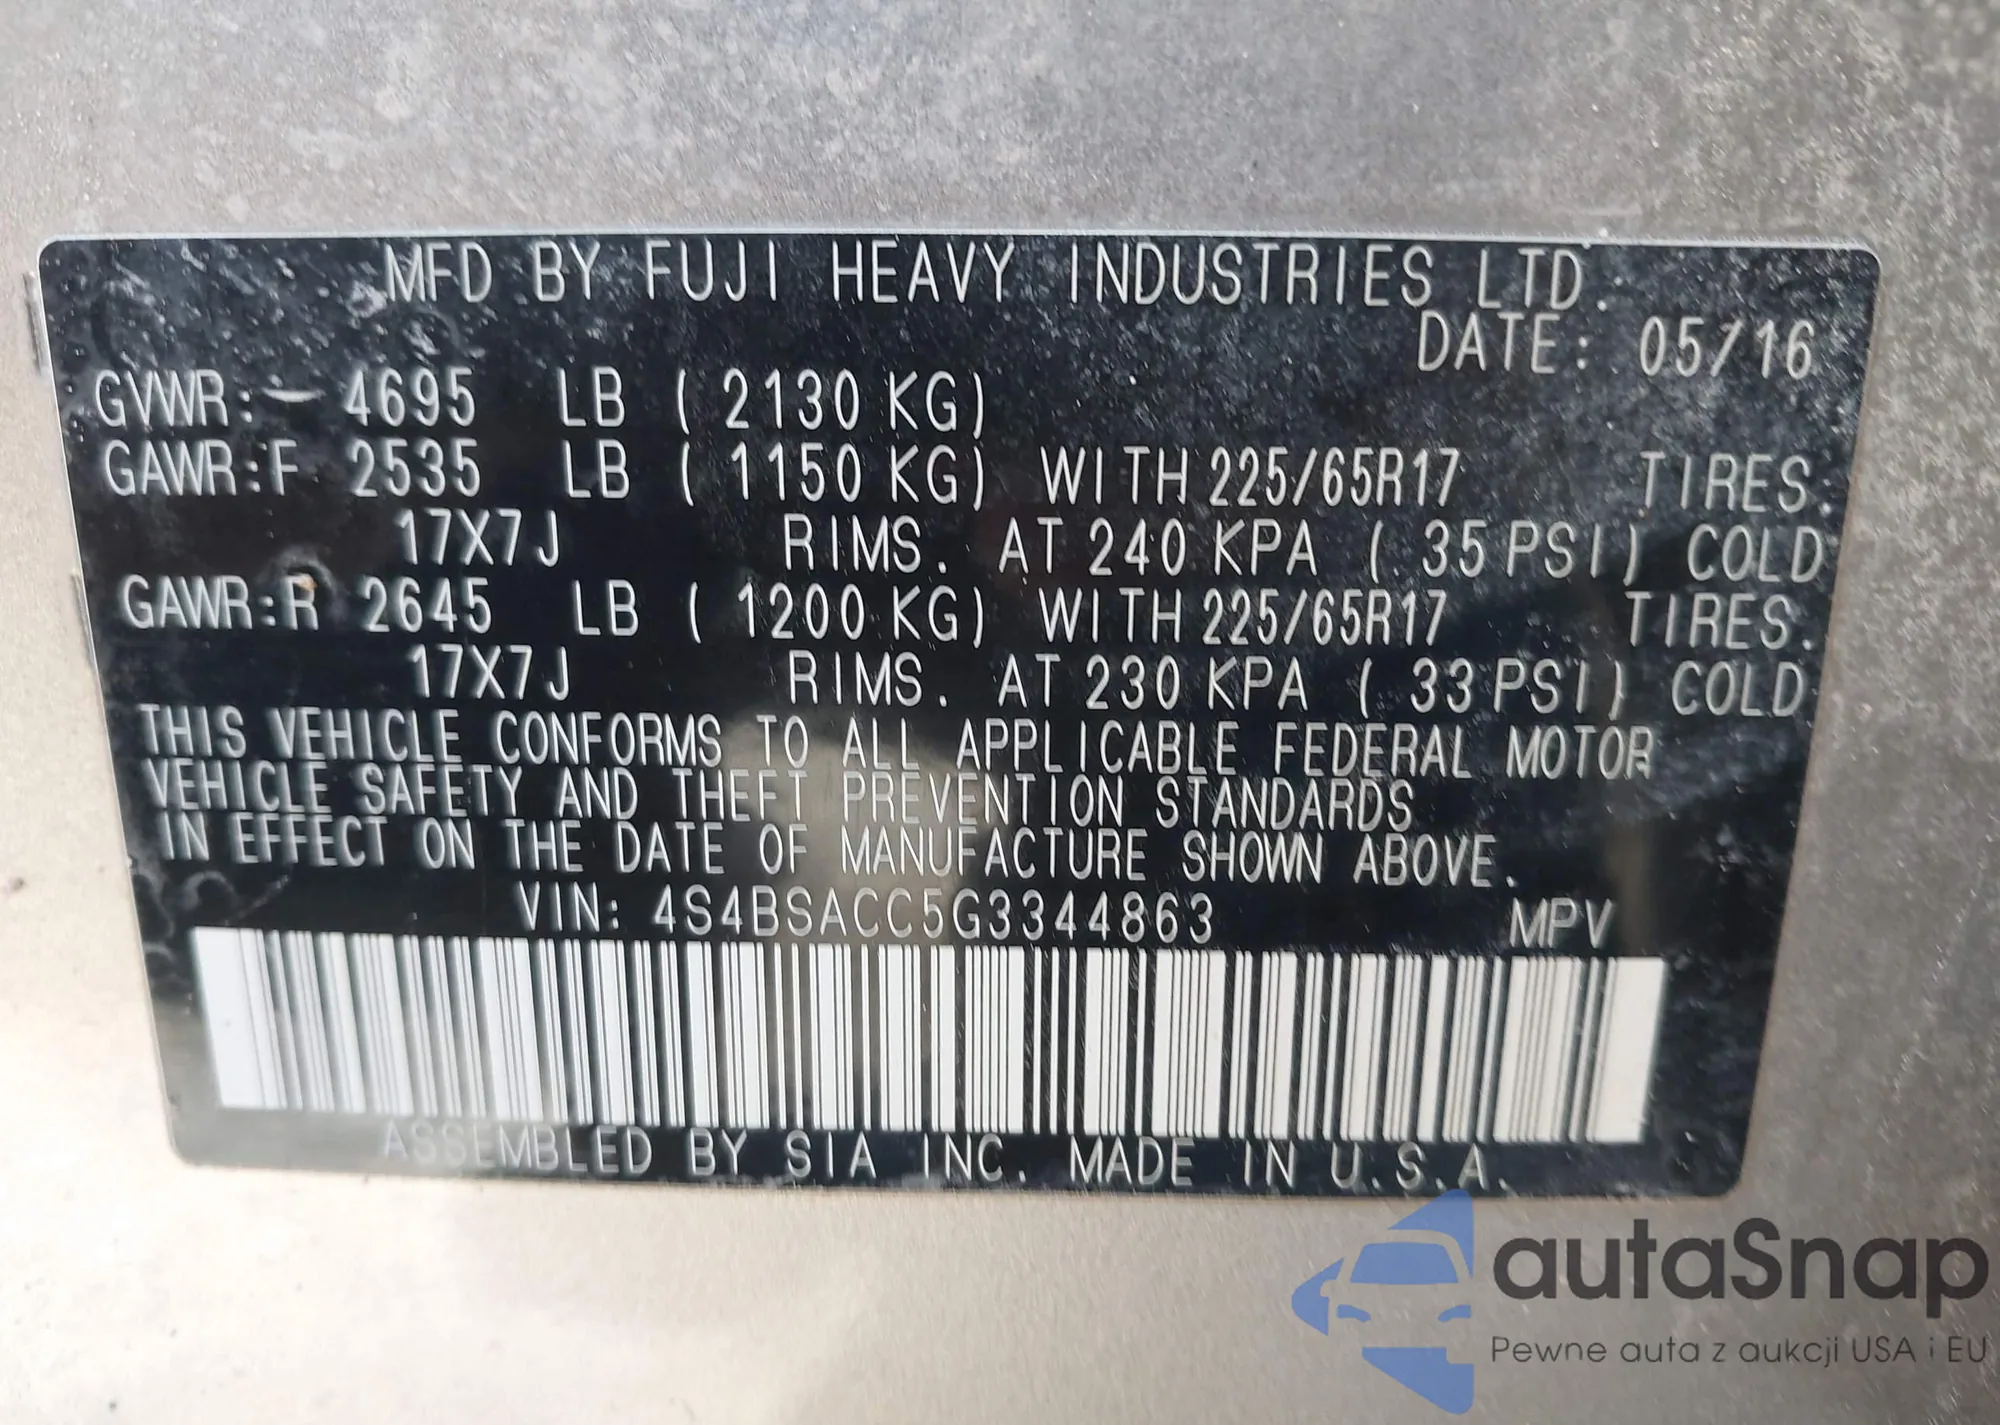 MFD BY FUJI HEAVY INDUSTRIES LTD.
DATE: 05/16
GVWR: 4695 LB ( 2130 KG)
GAWR:F 2535 LB ( 1150 KG) WITH 225/65R17 TIRES.
17X7J RIMS. AT 240 KPA ( 35 PSI) COLD
GAWR:R 2645 LB ( 1200 KG) WITH 225/65R17 TIRES.
17X7J RIMS. AT 230 KPA ( 33 PSI) COLD
THIS VEHICLE CONFORMS TO ALL APPLICABLE FEDERAL MOTOR
VEHICLE SAFETY AND THEFT PREVENTION STANDARDS
IN EFFECT ON THE DATE OF MANUFACTURE SHOWN ABOVE.
VIN: 4S4BSACC5G3344863 MPV
ASSEMBLED BY SIA INC. MADE IN U.S.A.
autaSnap
Pewne auta z aukcji USA i EU